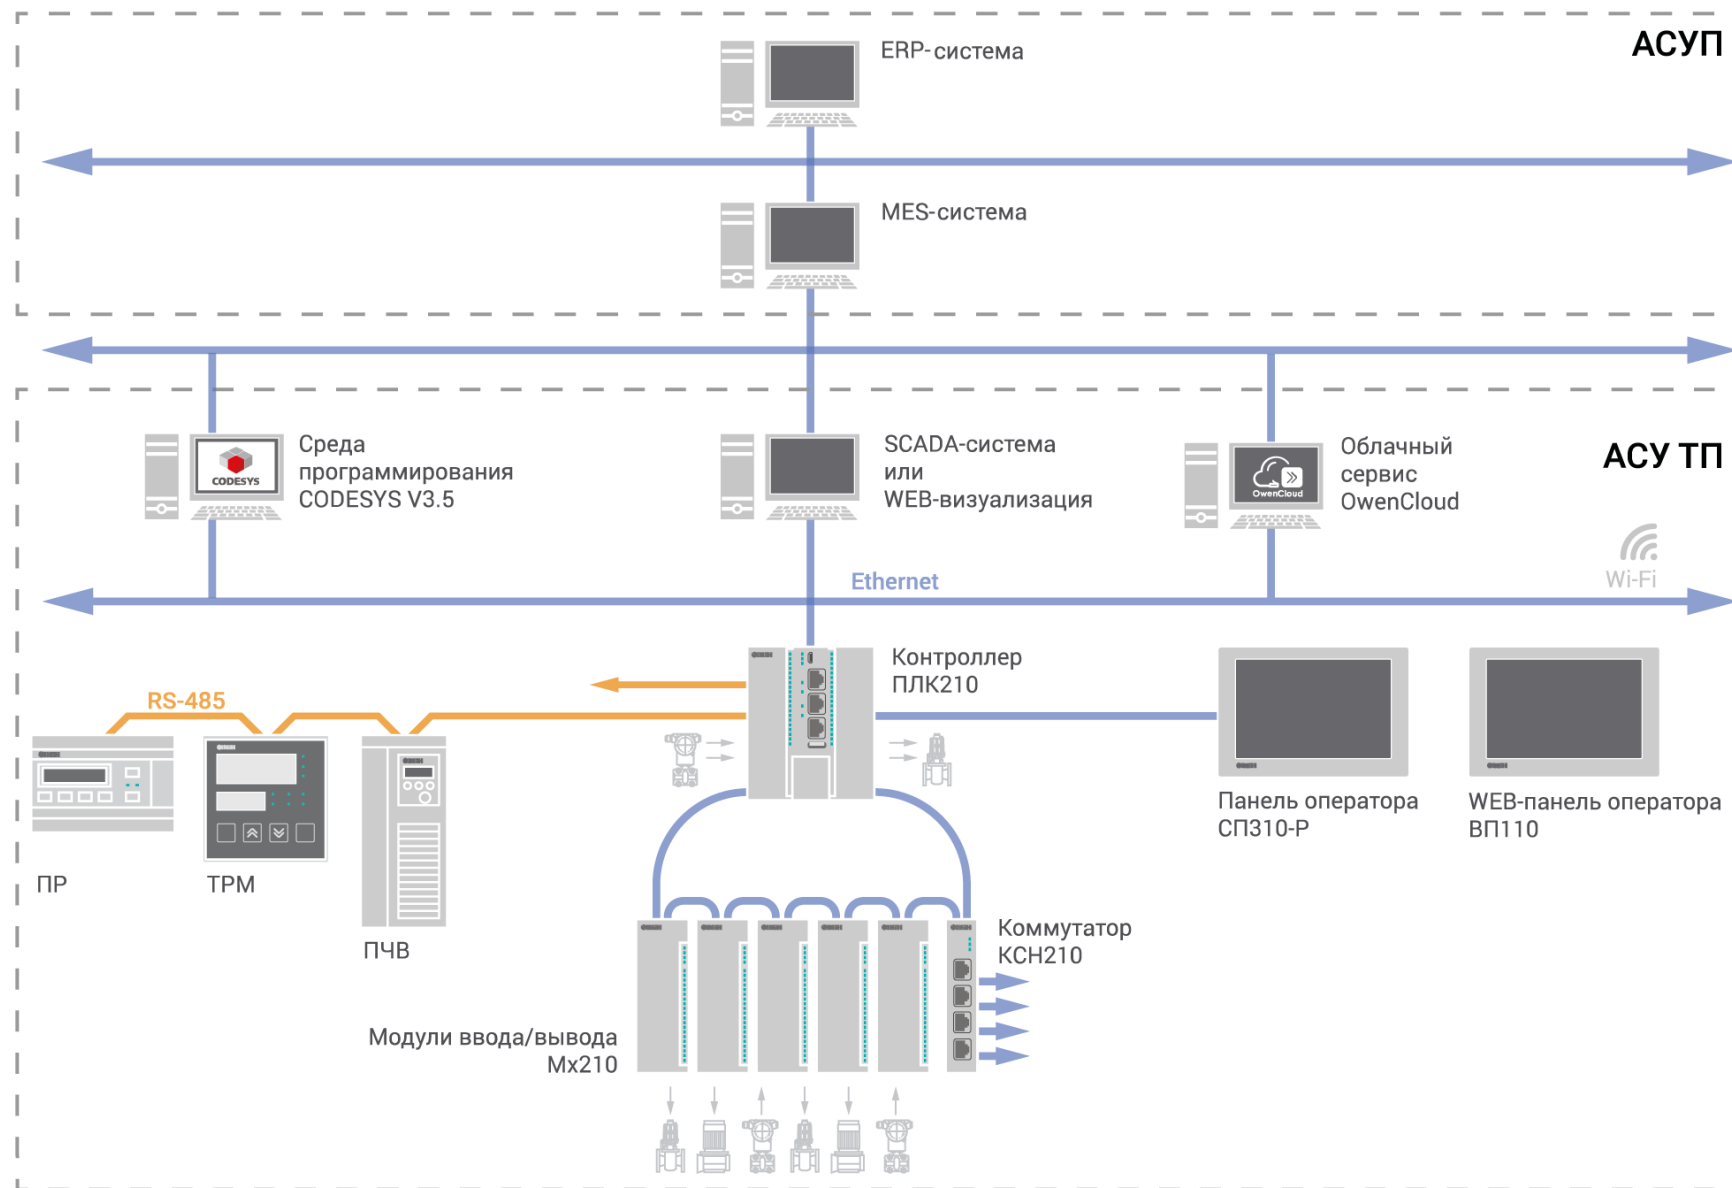 ERP-система
АСУП
MES-система
CODESYS
Среда
программирования
CODESYS V3.5
SCADA-система
или
WEB-визуализация
OwenCloud
Облачный
сервис
OwenCloud
АСУ ТП
Wi-Fi
Ethernet
Контроллер
ПЛК210
RS-485
ПР
ТРМ
ПЧВ
Панель оператора
СП310-Р
WEB-панель оператора
ВП110
Коммутатор
КСН210
Модули ввода/вывода
Мх210